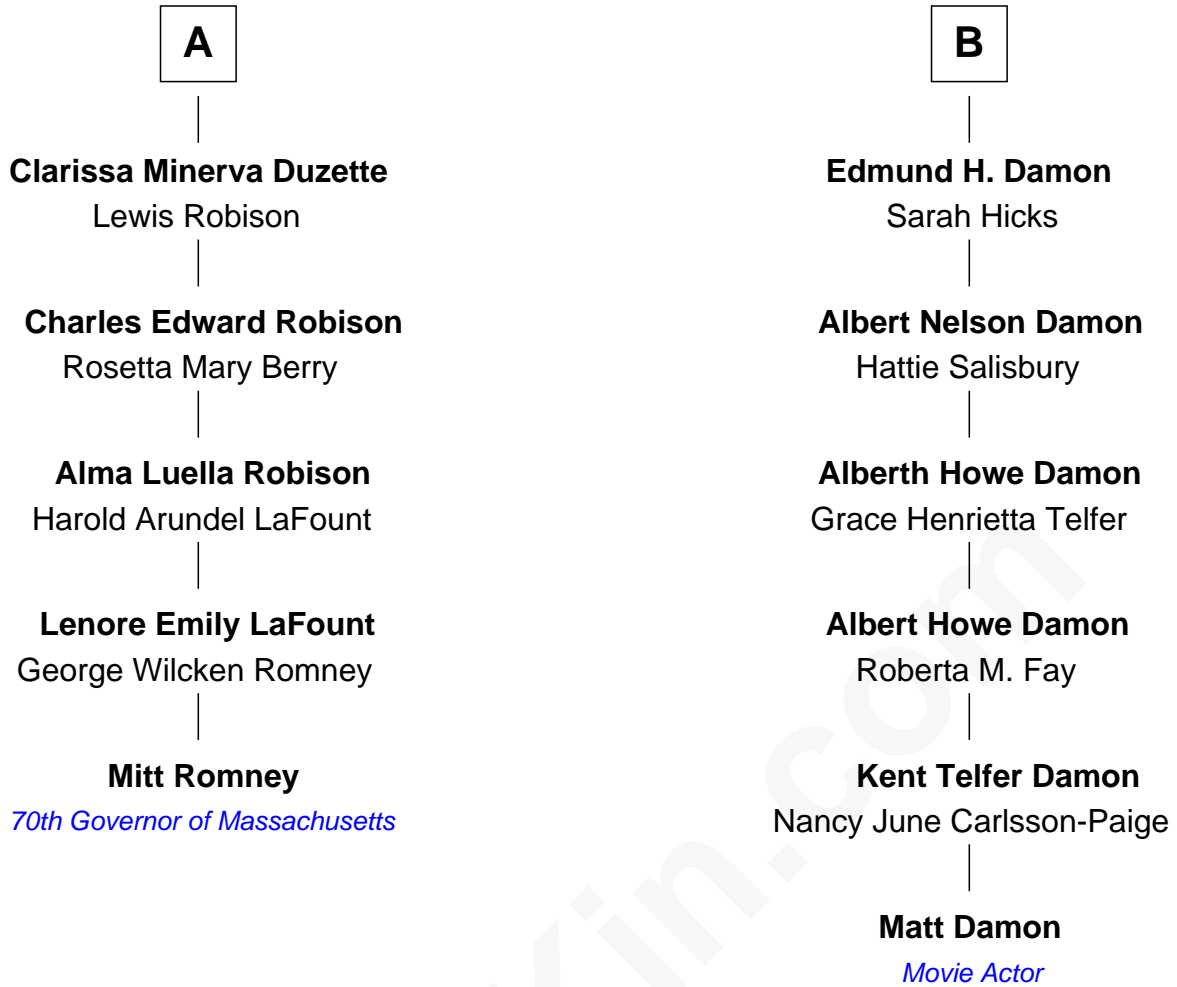 A
Clarissa Minerva Duzette
Lewis Robison
Charles Edward Robison
Rosetta Mary Berry
Alma Luella Robison
Harold Arundel LaFount
Lenore Emily LaFount
George Wilcken Romney
Mitt Romney
70th Governor of Massachusetts
B
Edmund H. Damon
Sarah Hicks
Albert Nelson Damon
Hattie Salisbury
Alberth Howe Damon
Grace Henrietta Telfer
Albert Howe Damon
Roberta M. Fay
Kent Telfer Damon
Nancy June Carlsson-Paige
Matt Damon
Movie Actor